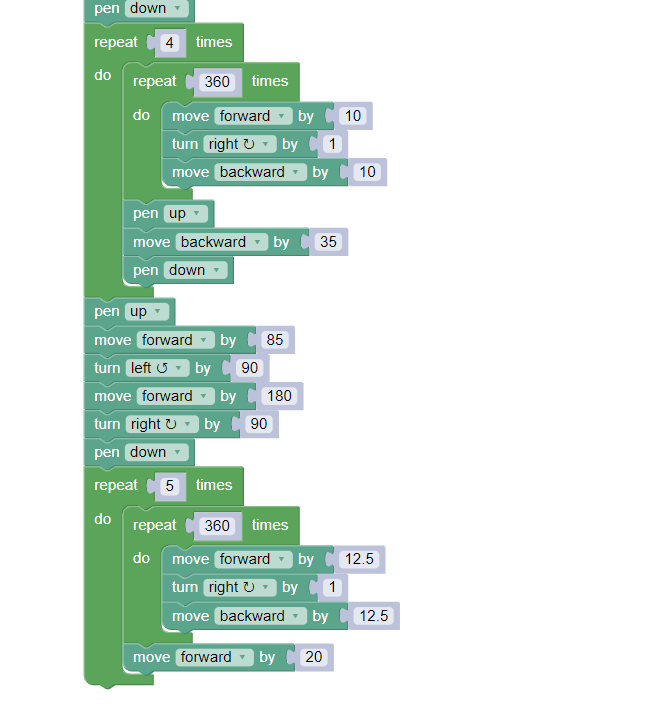 pen down
repeat 4 times
do repeat 360 times
do move forward by 10
turn right ↻ by 1
move backward by 10
pen up
move backward by 35
pen down
pen up
move forward by 85
turn left ↺ by 90
move forward by 180
turn right ↻ by 90
pen down
repeat 5 times
do repeat 360 times
do move forward by 12.5
turn right ↻ by 1
move backward by 12.5
move forward by 20